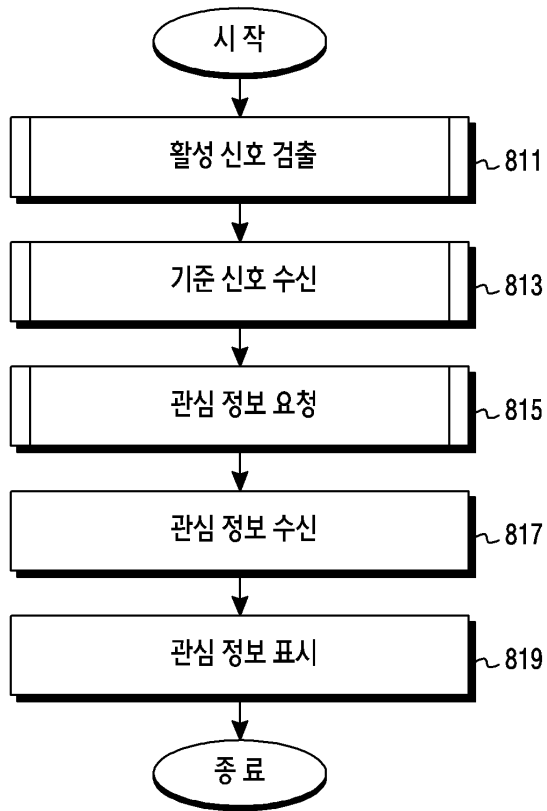 시 작
활성 신호 검출
811
기준 신호 수신
813
관심 정보 요청
815
관심 정보 수신
817
관심 정보 표시
819
종 료